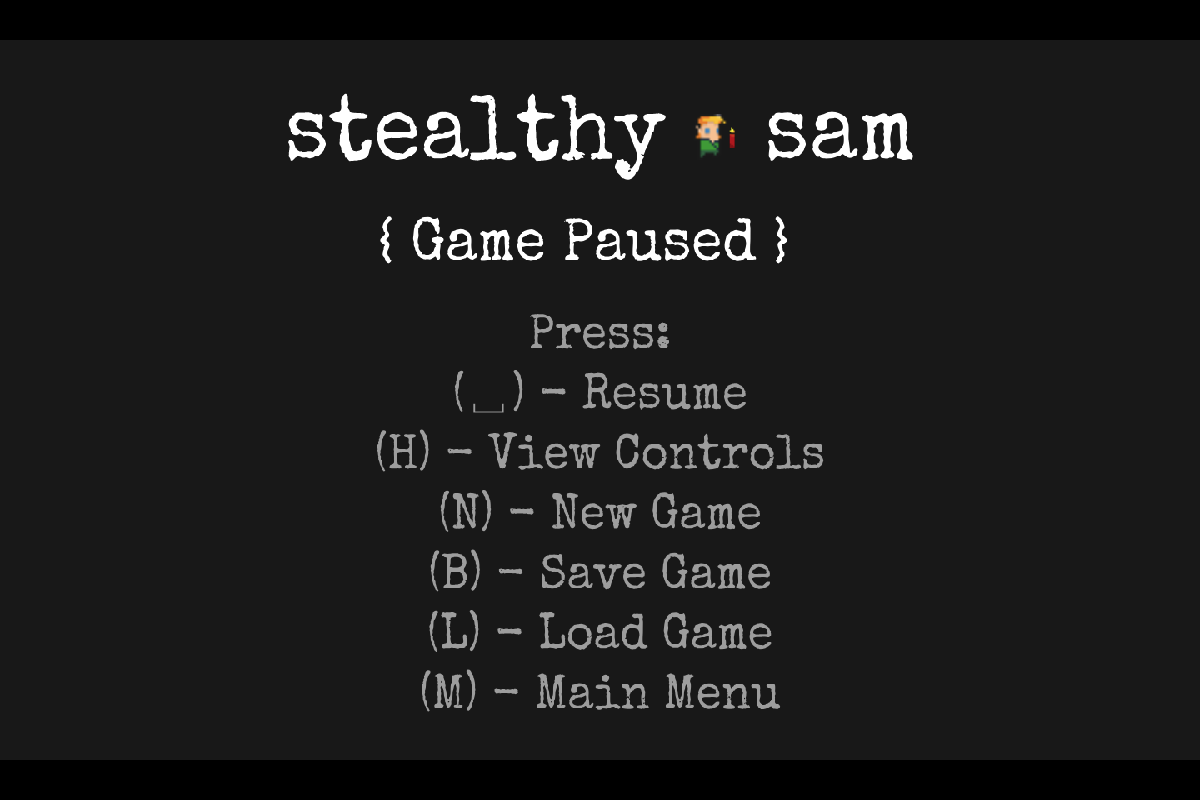 stealthy sam
{ Game Paused }
Press:
(⎵) - Resume
(H) - View Controls
(N) - New Game
(B) - Save Game
(L) - Load Game
(M) - Main Menu